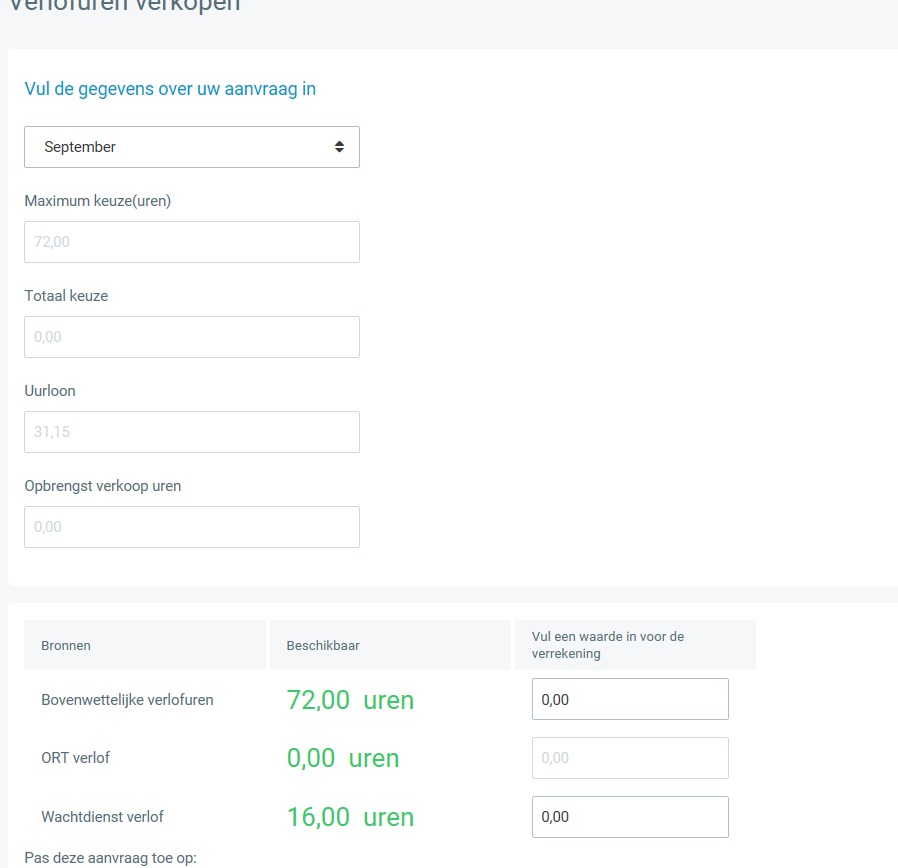 Verlofuren verkopen
Vul de gegevens over uw aanvraag in
September
Maximum keuze(uren)
72,00
Totaal keuze
0,00
Uurloon
31,15
Opbrengst verkoop uren
0,00
Bronnen
Beschikbaar
Vul een waarde in voor de
verrekening
Bovenwettelijke verlofuren
72,00 uren
0,00
ORT verlof
0,00 uren
0,00
Wachtdienst verlof
16,00 uren
0,00
Pas deze aanvraag toe op: